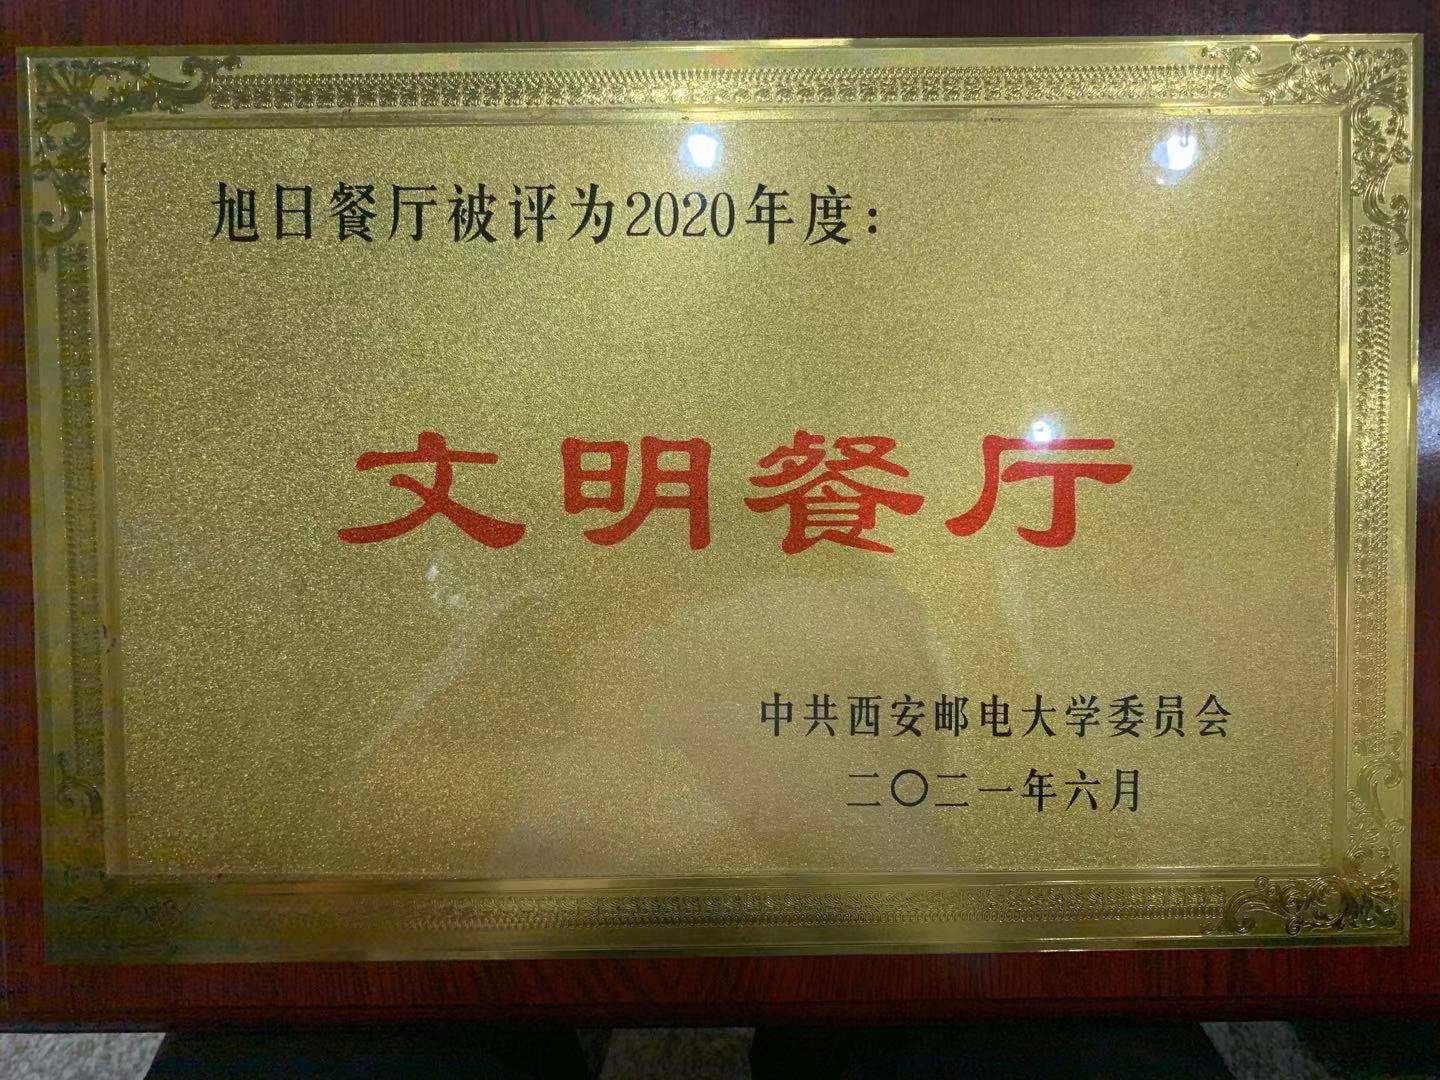 旭日餐厅被评为2020年度：
文明餐厅
中共西安邮电大学委员会
二〇二一年六月